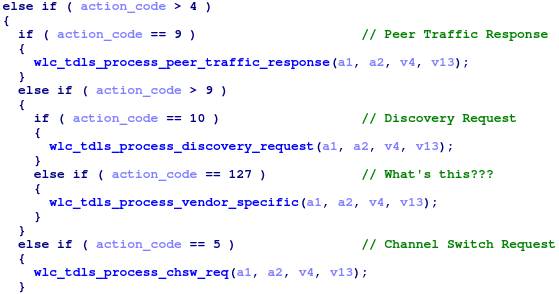 else if ( action_code > 4 )
{
if ( action_code == 9 ) // Peer Traffic Response
{
wlc_tdls_process_peer_traffic_response(a1, a2, v4, v13);
}
else if ( action_code > 9 )
{
if ( action_code == 10 ) // Discovery Request
{
wlc_tdls_process_discovery_request(a1, a2, v4, v13);
}
else if ( action_code == 127 ) // What's this???
{
wlc_tdls_process_vendor_specific(a1, a2, v4, v13);
}
}
else if ( action_code == 5 ) // Channel Switch Request
{
wlc_tdls_process_chsw_req(a1, a2, v4, v13);
}